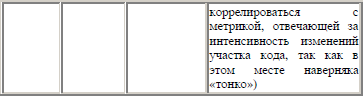 коррелироваться с
метрикой, отвечающей за
интенсивность изменений
участка кода, так как в
этом месте наверняка
«тонко»)